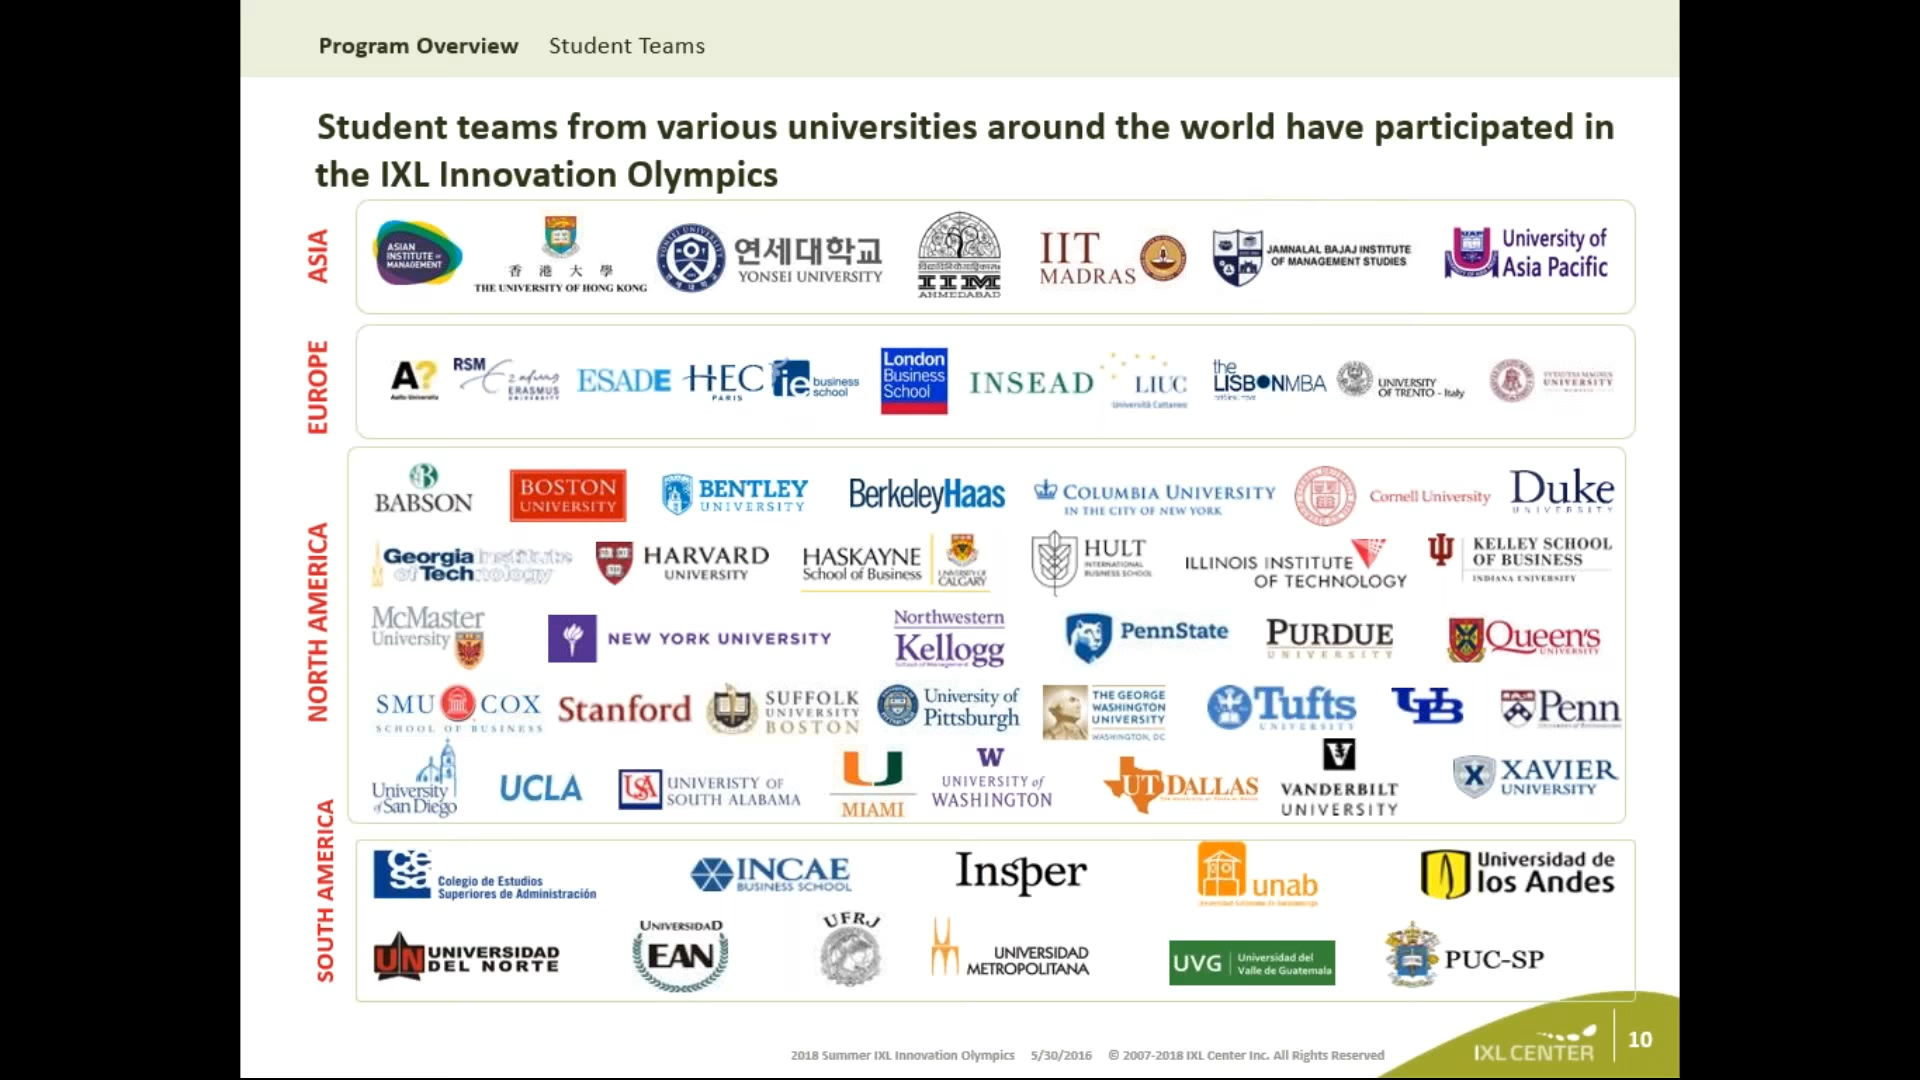 Program Overview Student Teams
Student teams from various universities around the world have participated in
the IXL Innovation Olympics
ASIA
ASIAN
INSTITUTE OF
MANAGEMENT
香 港 大 學
THE UNIVERSITY OF HONG KONG
연세대학교
YONSEI UNIVERSITY
IIM
AHMEDABAD
IIT
MADRAS
JAMNALAL BAJAJ INSTITUTE
OF MANAGEMENT STUDIES
UAP
University of
Asia Pacific
EUROPE
A?
Aalto University
RSM
Erasmus
ERASMUS
UNIVERSITY
ESADE
HEC
PARIS
ie business
school
London
Business
School
INSEAD
LIUC
Università Cattaneo
the
LISBON MBA
UNIVERSITY
OF TRENTO - Italy
VYTAUTAS MAGNUS
UNIVERSITY
NORTH AMERICA
B
BABSON
BOSTON
UNIVERSITY
BENTLEY
UNIVERSITY
BerkeleyHaas
COLUMBIA UNIVERSITY
IN THE CITY OF NEW YORK
Cornell University
Duke
UNIVERSITY
Georgia Institute
of Technology
HARVARD
UNIVERSITY
HASKAYNE
School of Business
UNIVERSITY OF
CALGARY
HULT
INTERNATIONAL
BUSINESS SCHOOL
ILLINOIS INSTITUTE
OF TECHNOLOGY
KELLEY SCHOOL
OF BUSINESS
INDIANA UNIVERSITY
McMaster
University
NEW YORK UNIVERSITY
Northwestern
Kellogg
School of Management
PennState
PURDUE
UNIVERSITY
Queen's
UNIVERSITY
SMU COX
SCHOOL OF BUSINESS
Stanford
SUFFOLK
UNIVERSITY
BOSTON
University of
Pittsburgh
THE GEORGE
WASHINGTON
UNIVERSITY
WASHINGTON, DC
Tufts
UNIVERSITY
UB
Penn
University
of San Diego
UCLA
USA
UNIVERISTY OF
SOUTH ALABAMA
U
MIAMI
W
UNIVERSITY of
WASHINGTON
UT DALLAS
V
VANDERBILT
UNIVERSITY
X
XAVIER
UNIVERSITY
SOUTH AMERICA
cesa
Colegio de Estudios
Superiores de Administración
INCAE
BUSINESS SCHOOL
Insper
unab
Universidad de
los Andes
UN
UNIVERSIDAD
DEL NORTE
UNIVERSIDAD
EAN
UFRJ
UNIVERSIDAD
METROPOLITANA
UVG
Universidad del
Valle de Guatemala
PUC-SP
2018 Summer IXL Innovation Olympics 5/30/2016 © 2007-2018 IXL Center Inc. All Rights Reserved
IXL CENTER
10